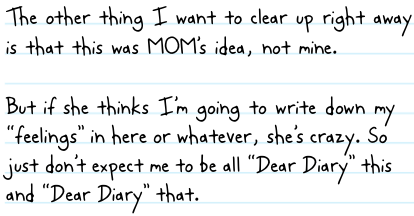 The other thing I want to clear up right away
is that this was MOM's idea, not mine.
But if she thinks I'm going to write down my
"feelings" in here or whatever, she's crazy. So
just don't expect me to be all "Dear Diary" this
and "Dear Diary" that.